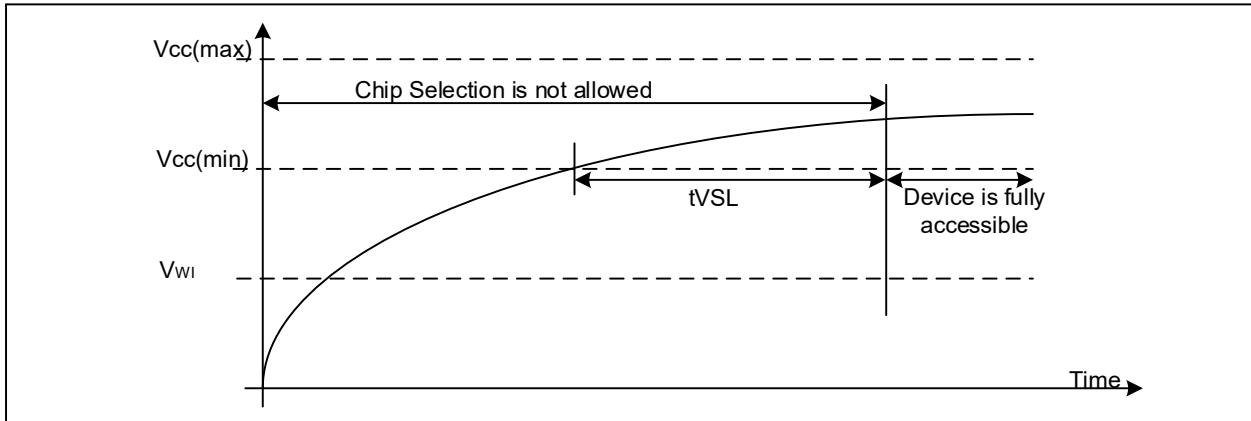 Vcc(max)
Chip Selection is not allowed
Vcc(min)
tVSL
Device is fully
accessible
VWI
Time